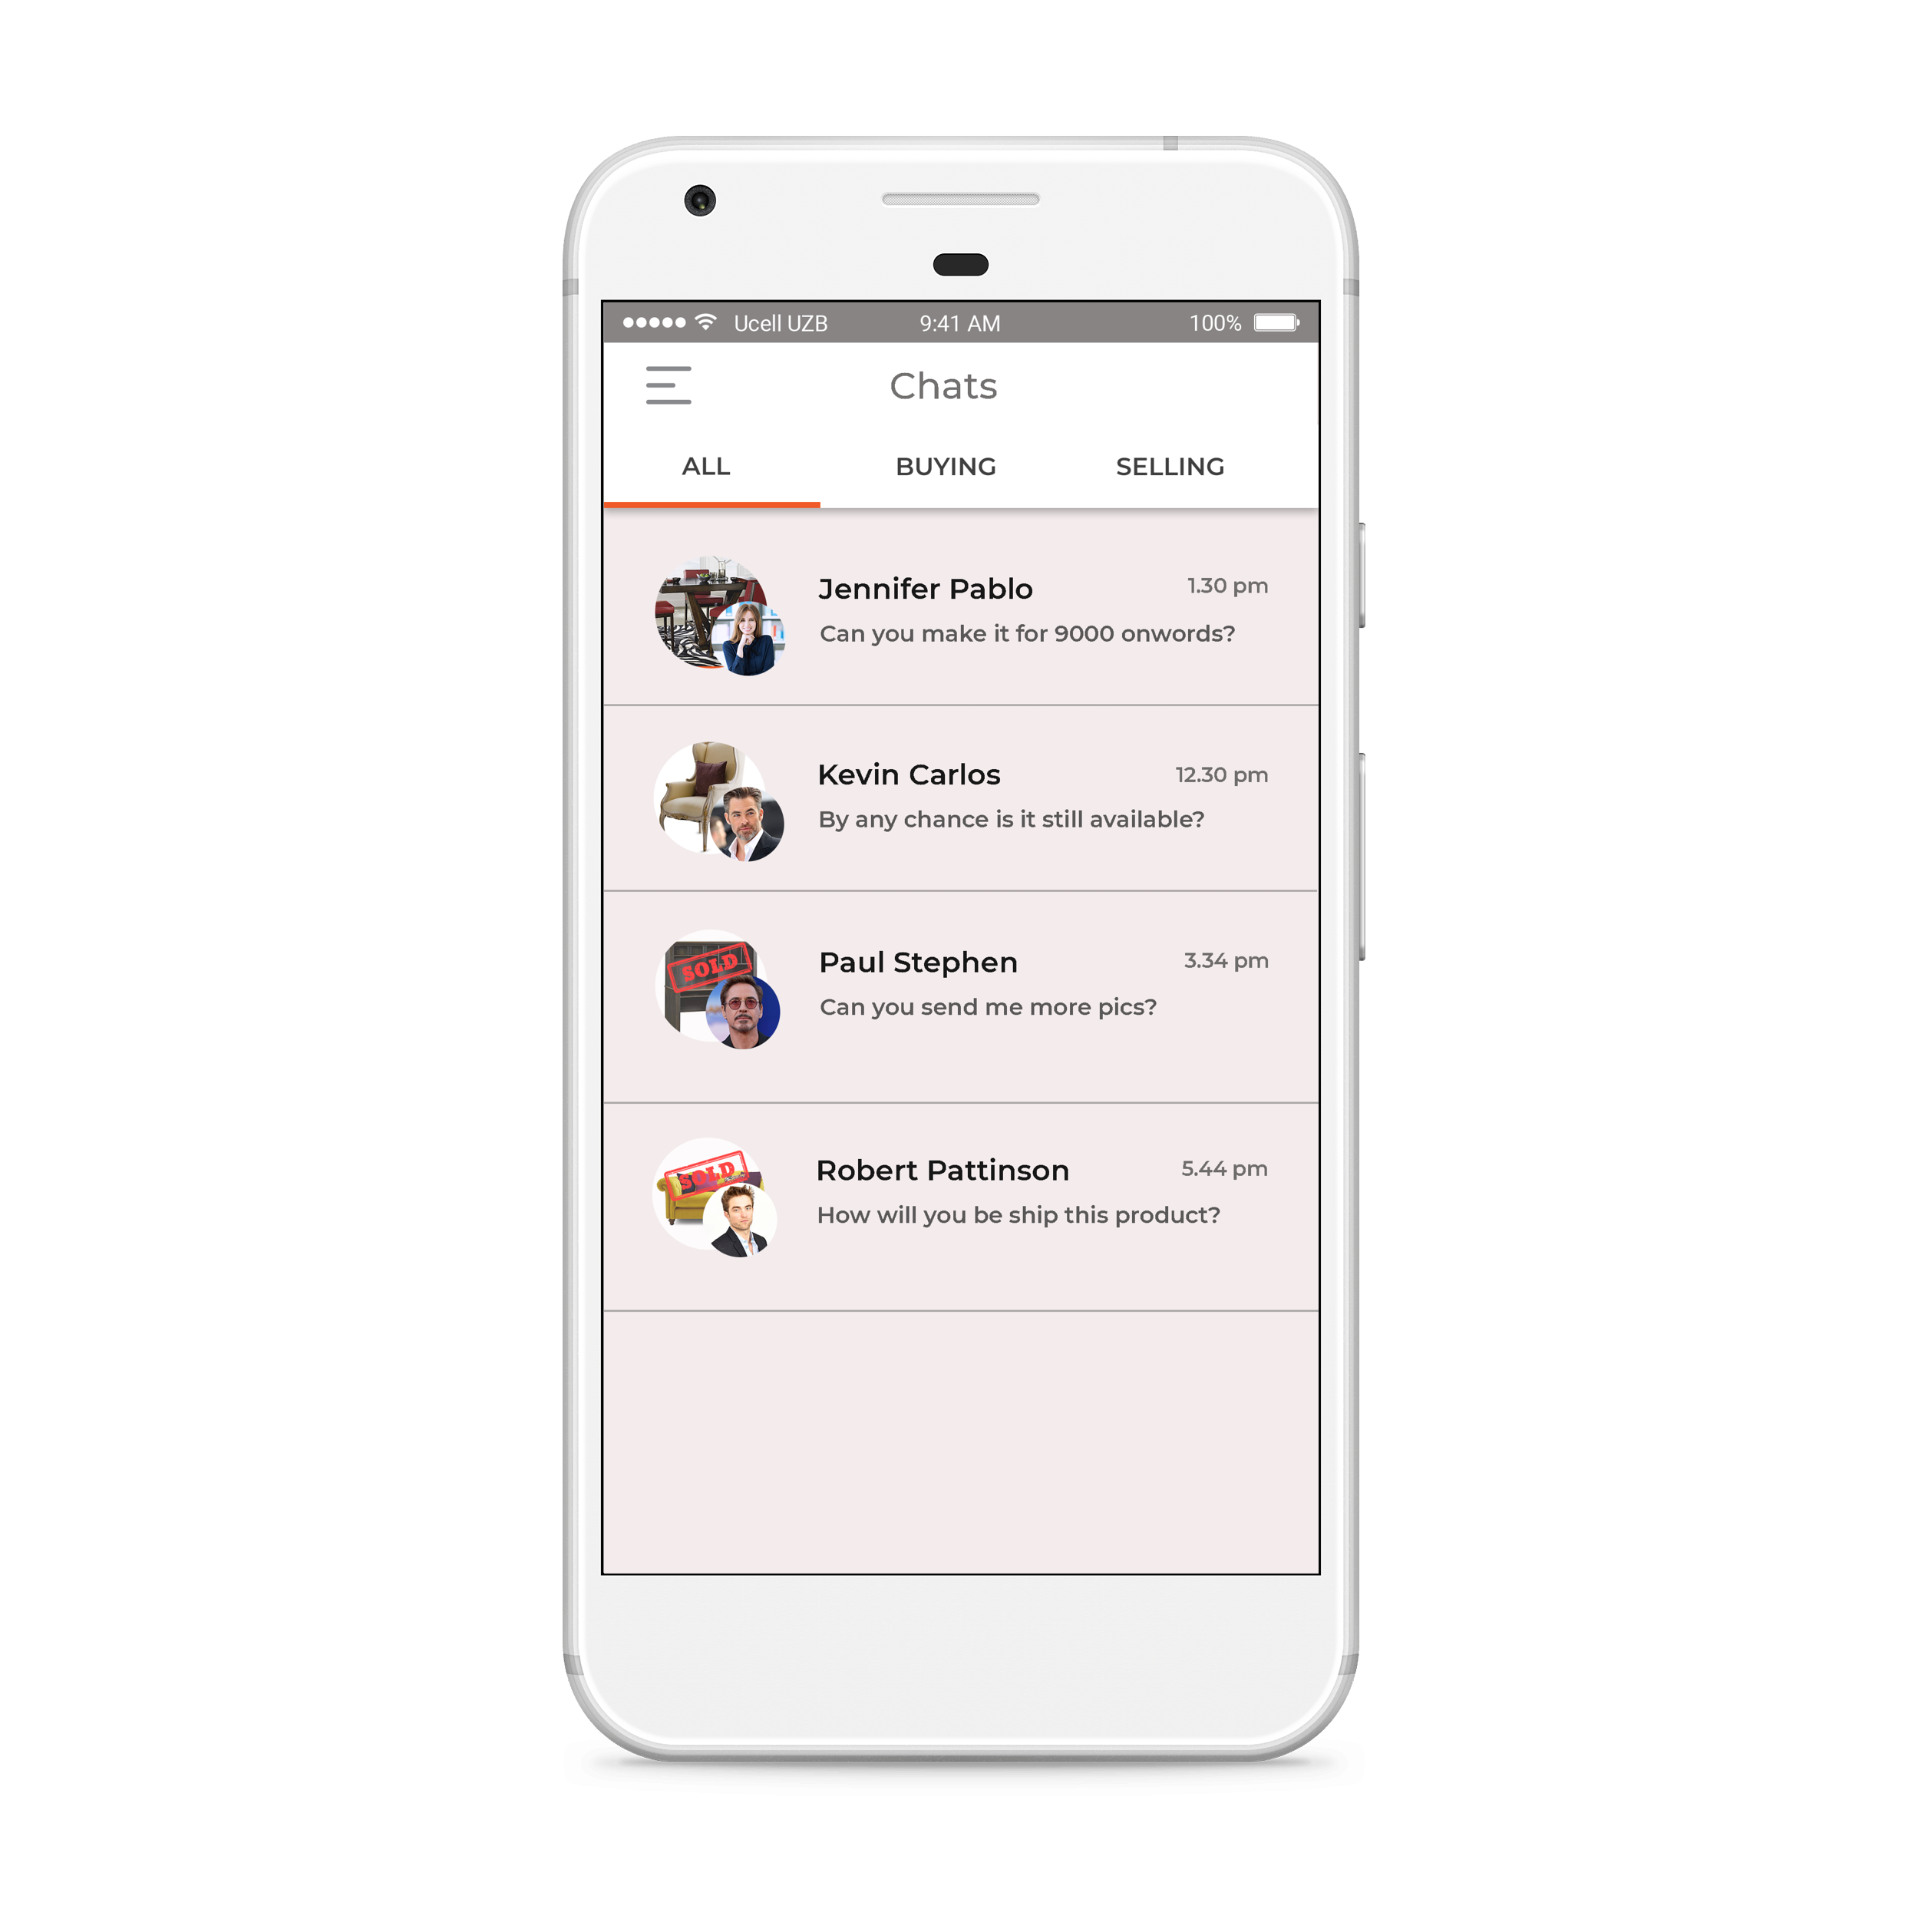 Ucell UZB 9:41 AM 100%
Chats
ALL BUYING SELLING
Jennifer Pablo 1.30 pm
Can you make it for 9000 onwords?
Kevin Carlos 12.30 pm
By any chance is it still available?
SOLD
Paul Stephen 3.34 pm
Can you send me more pics?
SOLD
Robert Pattinson 5.44 pm
How will you be ship this product?